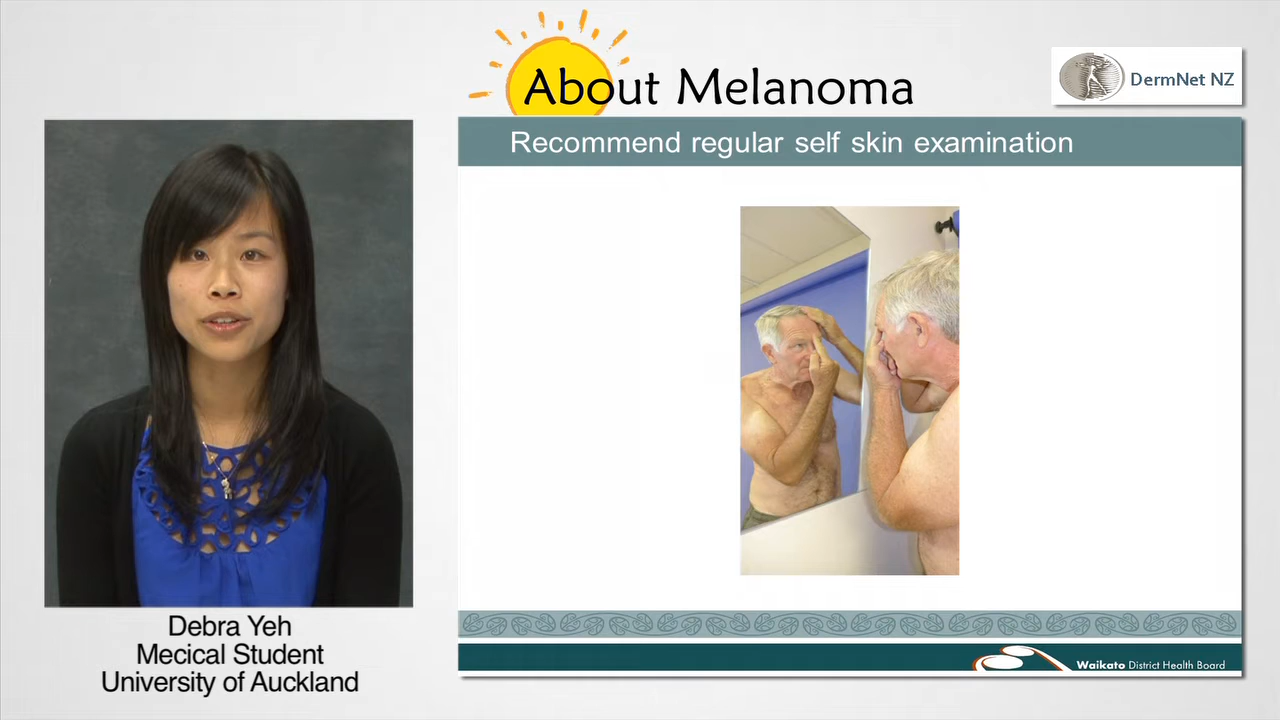 About Melanoma
DermNet NZ
Recommend regular self skin examination
Debra Yeh
Mecical Student
University of Auckland
Waikato District Health Board